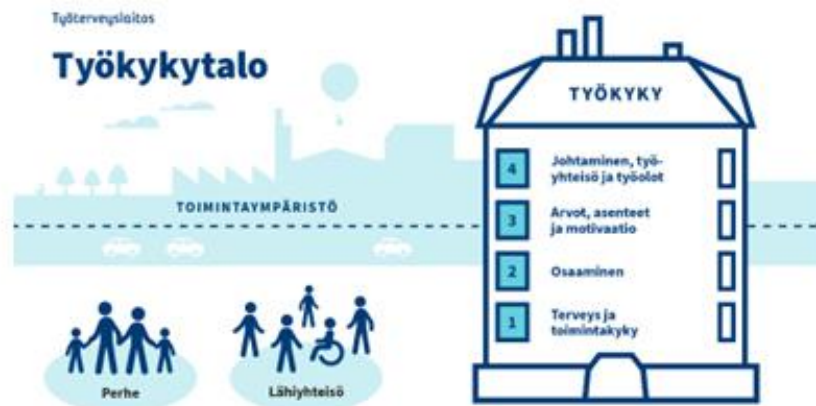 Työterveyslaitos
Työkykytalo
TOIMINTAYMPÄRISTÖ
Perhe
Lähiyhteisö
TYÖKYKY
4
Johtaminen, työ-
yhteisö ja työolot
3
Arvot, asenteet
ja motivaatio
2
Osaaminen
1
Terveys ja
toimintakyky